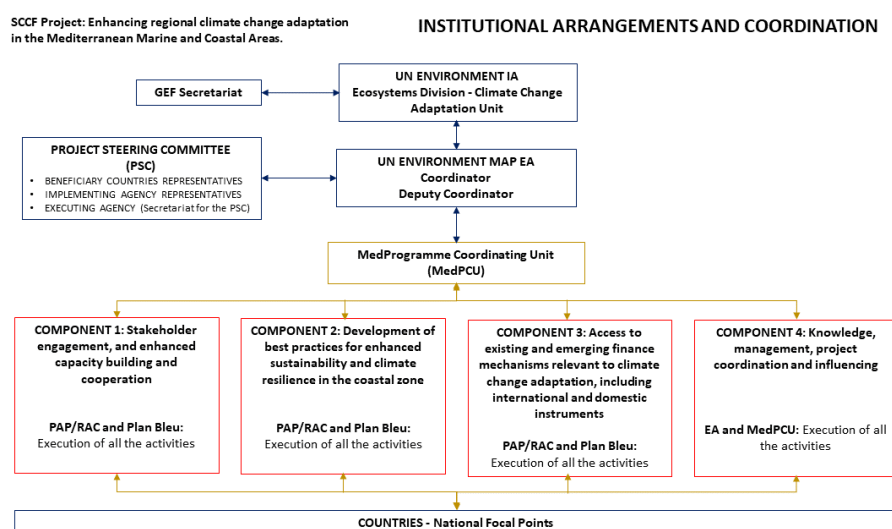 SCCF Project: Enhancing regional climate change adaptation
in the Mediterranean Marine and Coastal Areas.
INSTITUTIONAL ARRANGEMENTS AND COORDINATION
GEF Secretariat
UN ENVIRONMENT IA
Ecosystems Division - Climate Change
Adaptation Unit
PROJECT STEERING COMMITTEE
(PSC)
• BENEFICIARY COUNTRIES REPRESENTATIVES
• IMPLEMENTING AGENCY REPRESENTATIVES
• EXECUTING AGENCY (Secretariat for the PSC)
UN ENVIRONMENT MAP EA
Coordinator
Deputy Coordinator
MedProgramme Coordinating Unit
(MedPCU)
COMPONENT 1: Stakeholder
engagement, and enhanced
capacity building and
cooperation
PAP/RAC and Plan Bleu:
Execution of all the activities
COMPONENT 2: Development of
best practices for enhanced
sustainability and climate
resilience in the coastal zone
PAP/RAC and Plan Bleu:
Execution of all the activities
COMPONENT 3: Access to
existing and emerging finance
mechanisms relevant to climate
change adaptation, including
international and domestic
instruments
PAP/RAC and Plan Bleu:
Execution of all the activities
COMPONENT 4: Knowledge,
management, project
coordination and influencing
EA and MedPCU: Execution of all
the activities
COUNTRIES - National Focal Points